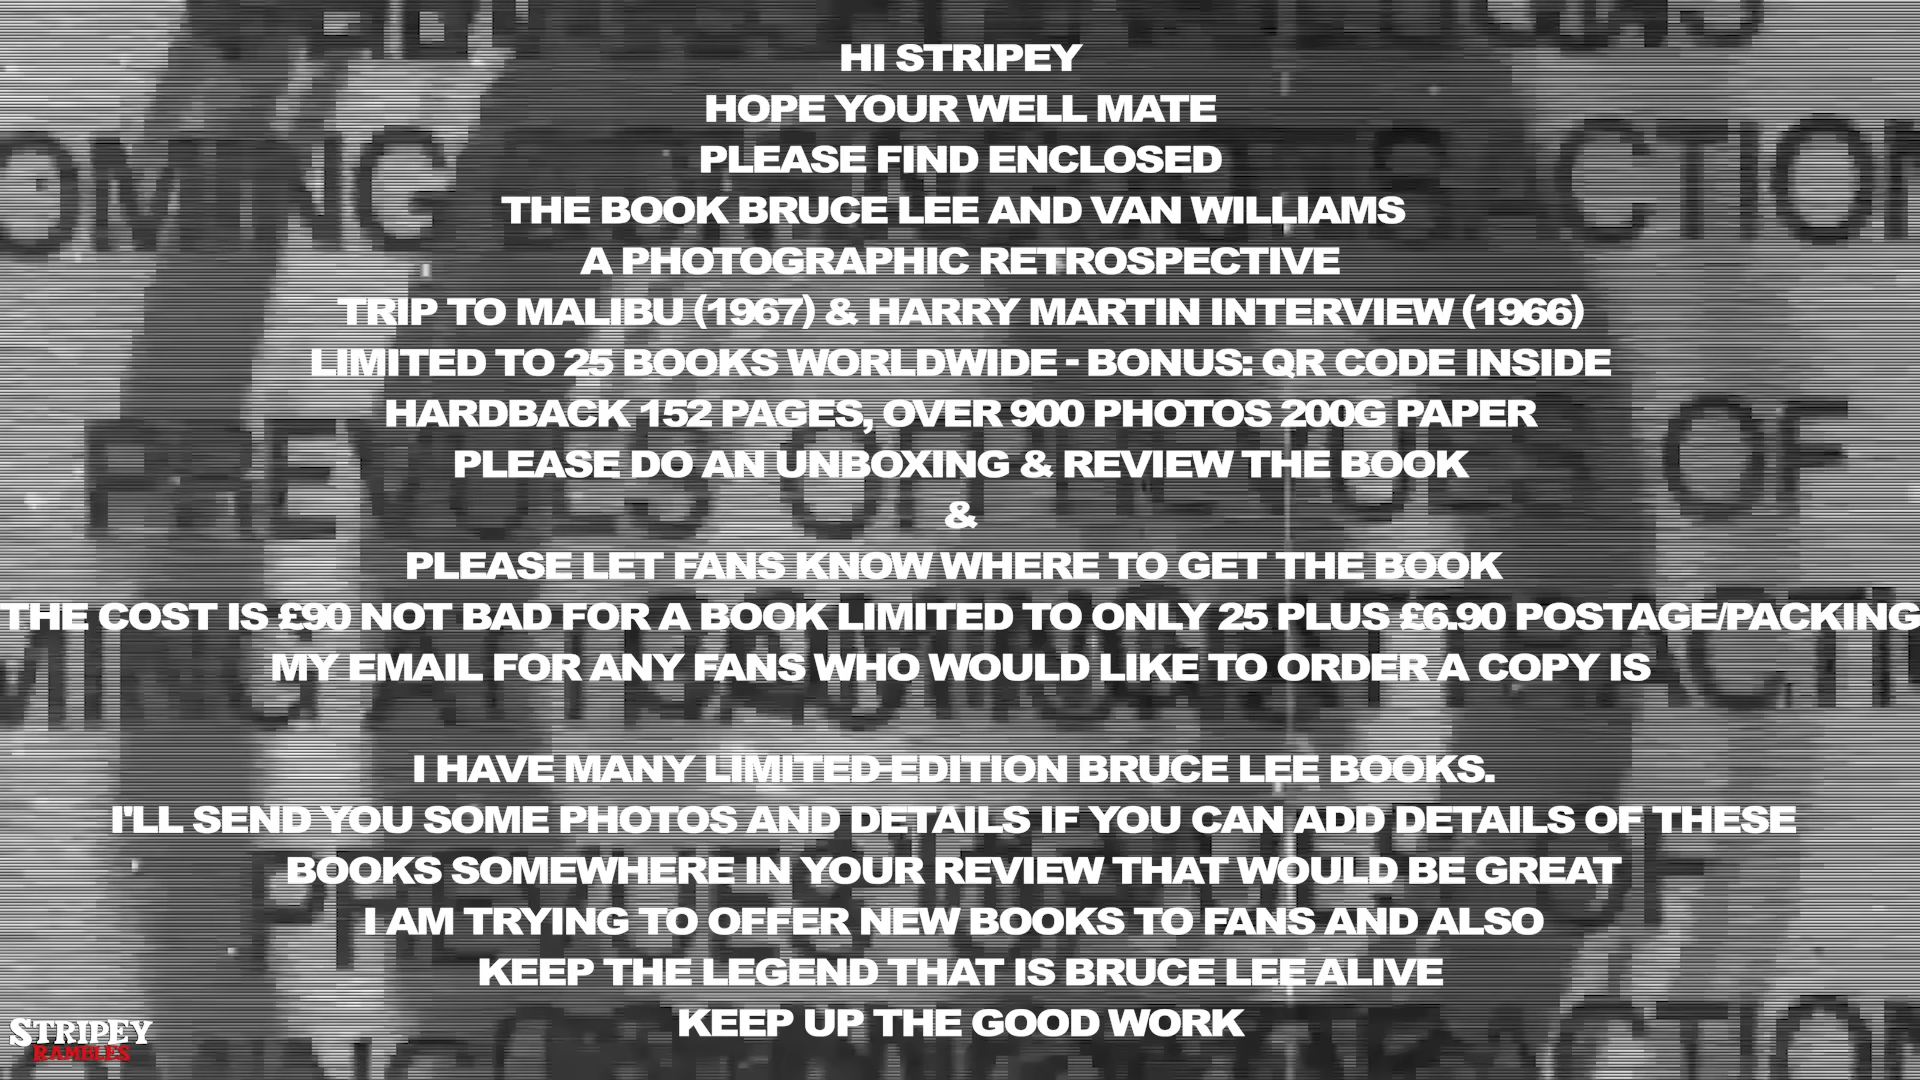 HI STRIPEY
HOPE YOUR WELL MATE
PLEASE FIND ENCLOSED
THE BOOK BRUCE LEE AND VAN WILLIAMS
A PHOTOGRAPHIC RETROSPECTIVE
TRIP TO MALIBU (1967) & HARRY MARTIN INTERVIEW (1966)
LIMITED TO 25 BOOKS WORLDWIDE - BONUS: QR CODE INSIDE
HARDBACK 152 PAGES, OVER 900 PHOTOS 200G PAPER
PLEASE DO AN UNBOXING & REVIEW THE BOOK
&
PLEASE LET FANS KNOW WHERE TO GET THE BOOK
THE COST IS £90 NOT BAD FOR A BOOK LIMITED TO ONLY 25 PLUS £6.90 POSTAGE/PACKING
MY EMAIL FOR ANY FANS WHO WOULD LIKE TO ORDER A COPY IS
I HAVE MANY LIMITED-EDITION BRUCE LEE BOOKS.
I'LL SEND YOU SOME PHOTOS AND DETAILS IF YOU CAN ADD DETAILS OF THESE
BOOKS SOMEWHERE IN YOUR REVIEW THAT WOULD BE GREAT
I AM TRYING TO OFFER NEW BOOKS TO FANS AND ALSO
KEEP THE LEGEND THAT IS BRUCE LEE ALIVE
KEEP UP THE GOOD WORK
STRIPEY
RAMBLES